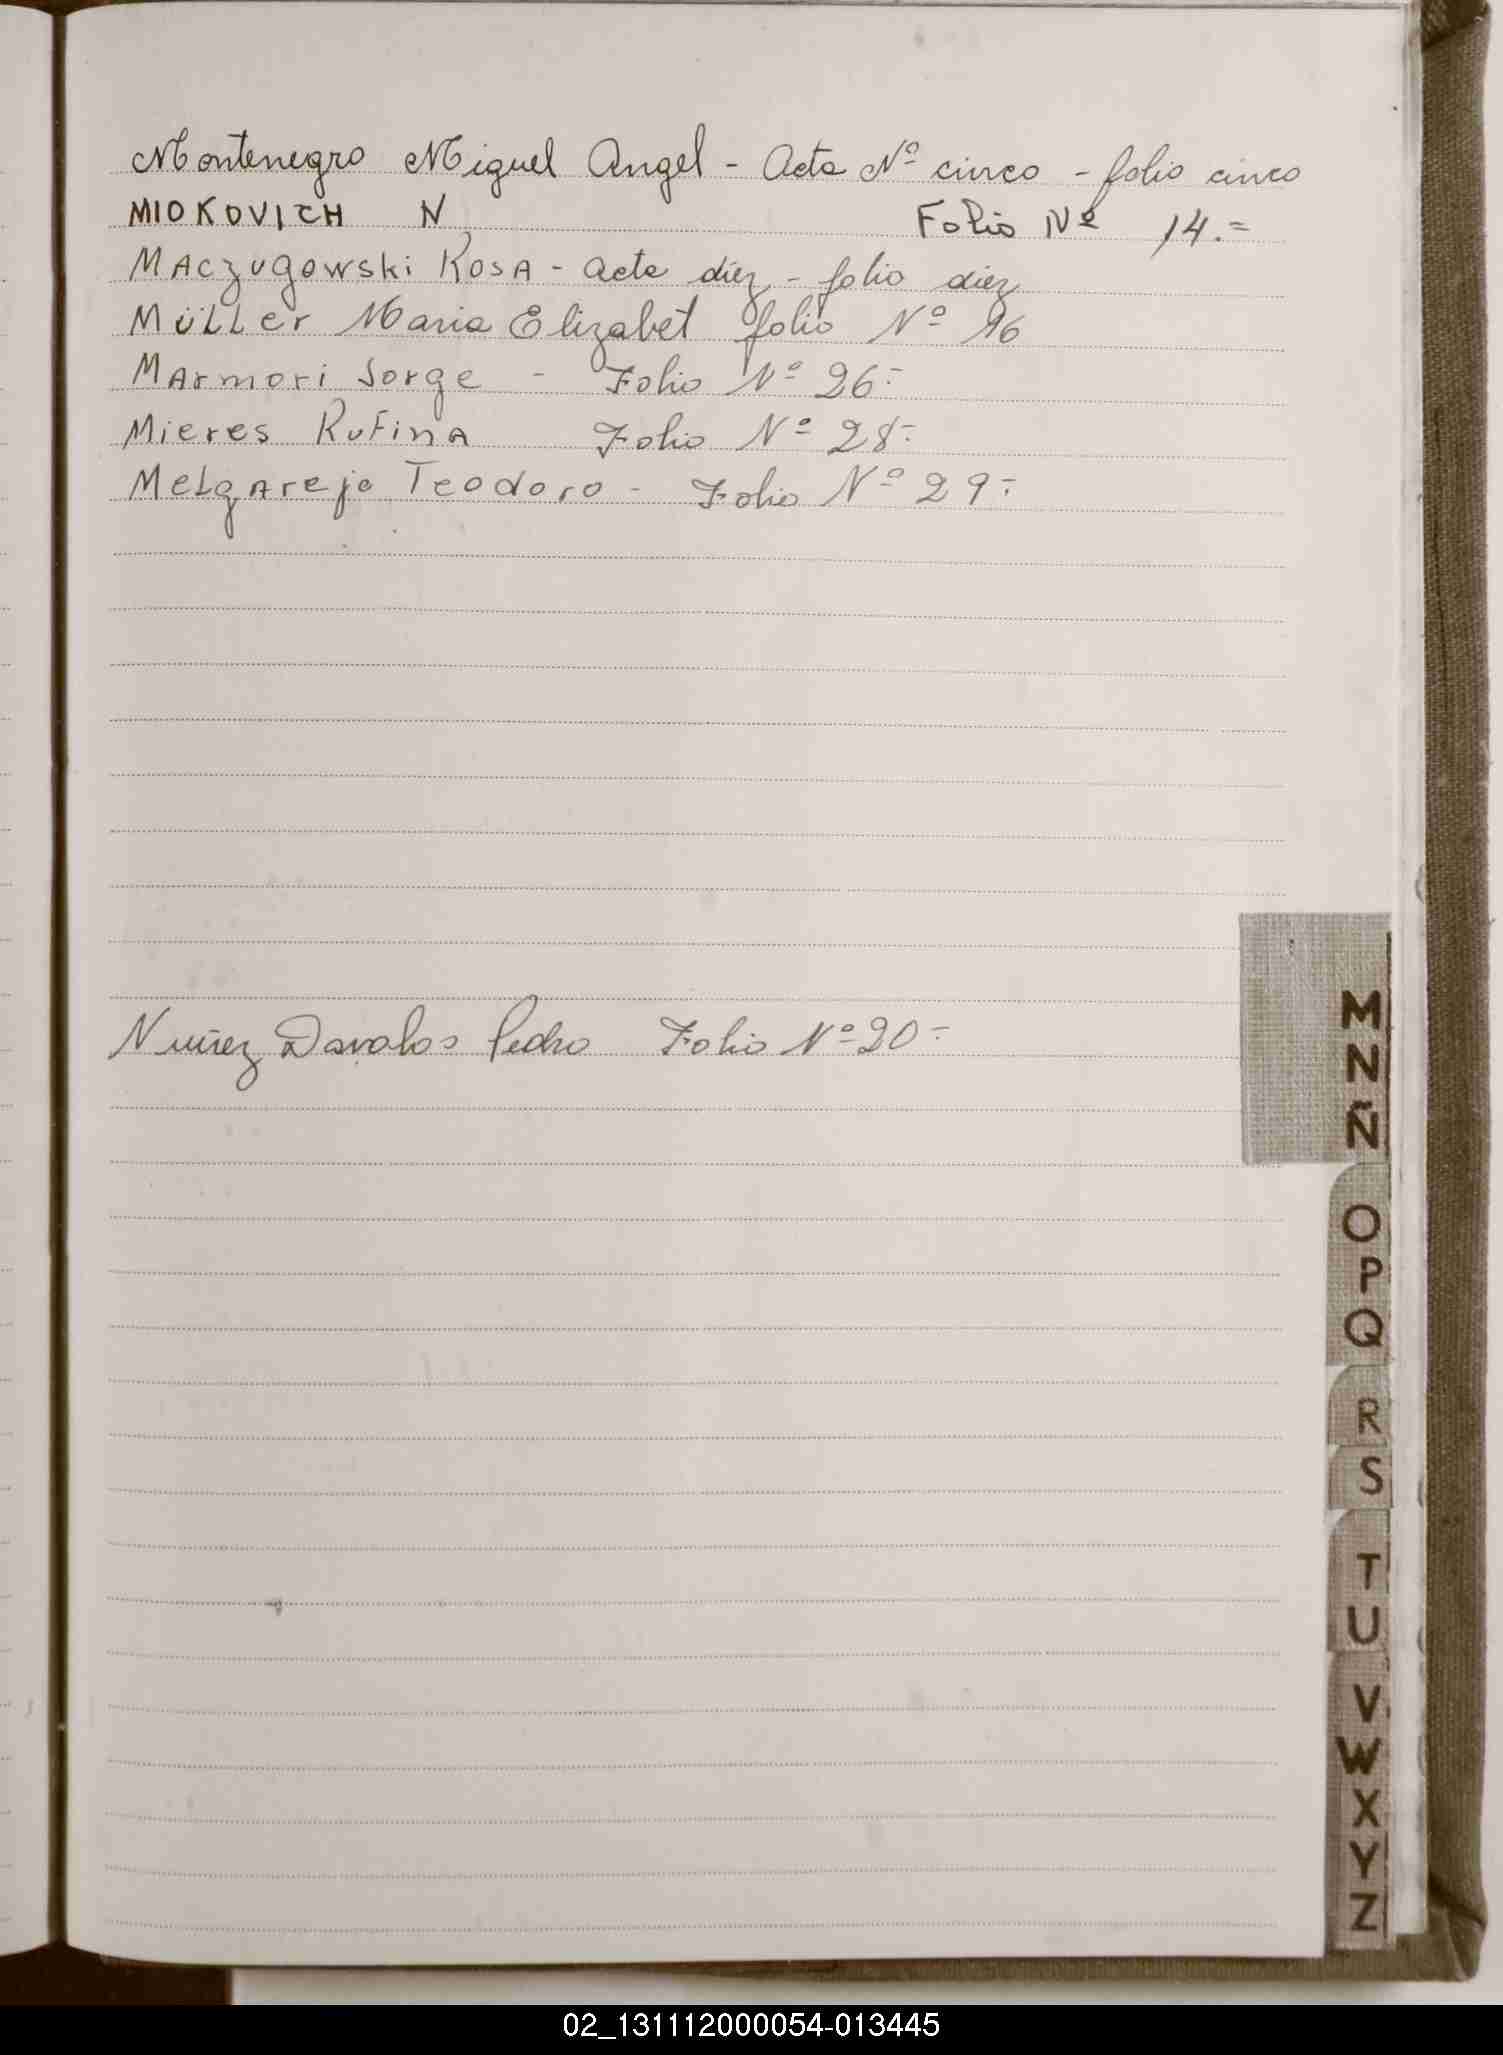 Montenegro Miguel Angel - Acta Nº cinco - folio cinco
MIOKOVICH N Folio Nº 14.=
Maczugowski Rosa - acta diez - folio diez
Müller Maria Elizabet folio Nº 16
Marmori Jorge - Folio Nº 26.-
Mieres Rufina Folio Nº 28.-
Melgarejo Teodoro - Folio Nº 29.-
Nuñez Davalos Pedro Folio Nº 20.-
M
N
Ñ
O
P
Q
R
S
T
U
V
W
X
Y
Z
02_131112000054-013445